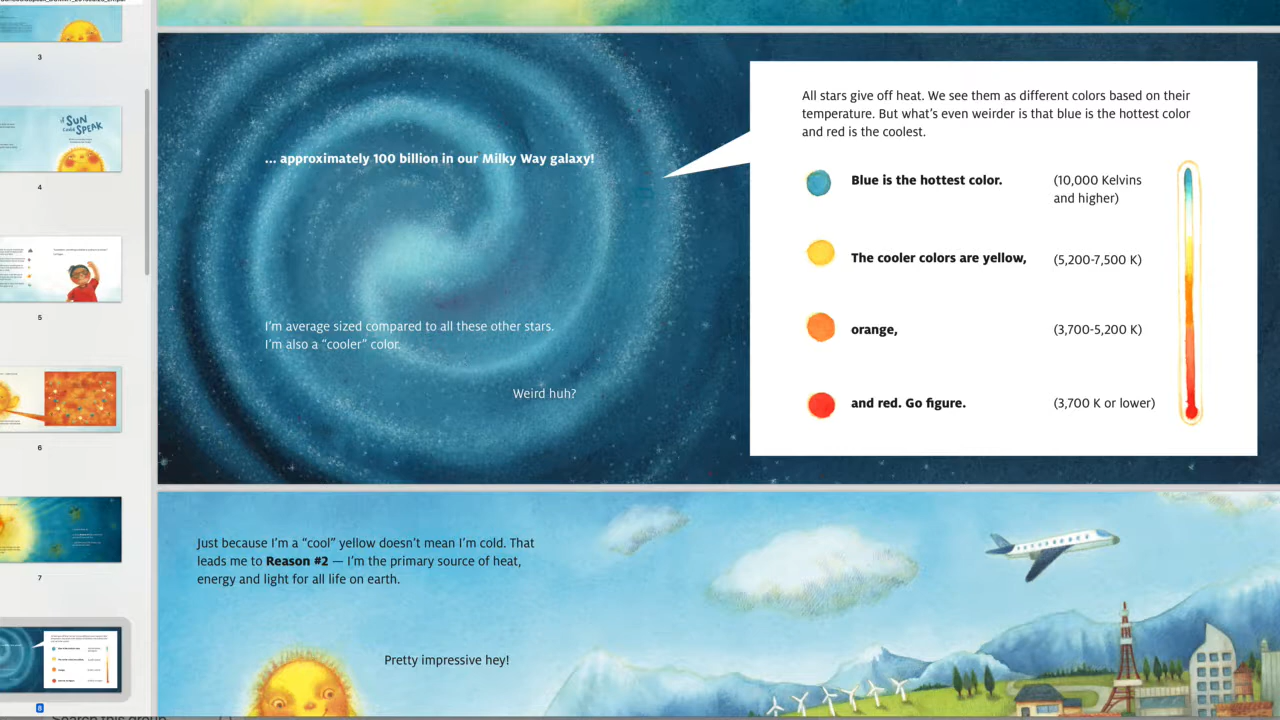 3
4
5
6
7
8
SUN
SPEAK
... approximately 100 billion in our Milky Way galaxy!
I'm average sized compared to all these other stars.
I'm also a “cooler” color.
Weird huh?
All stars give off heat. We see them as different colors based on their
temperature. But what's even weirder is that blue is the hottest color
and red is the coolest.
Blue is the hottest color. (10,000 Kelvins
and higher)
The cooler colors are yellow, (5,200-7,500 K)
orange, (3,700-5,200 K)
and red. Go figure. (3,700 K or lower)
Just because I'm a “cool” yellow doesn't mean I'm cold. That
leads me to Reason #2 — I'm the primary source of heat,
energy and light for all life on earth.
Pretty impressive hey!
Search this group